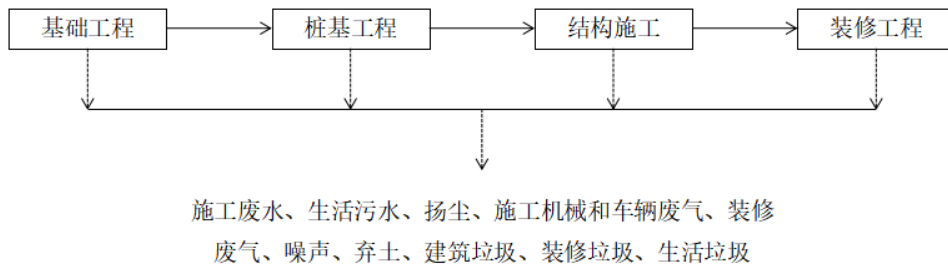 基础工程
桩基工程
结构施工
装修工程
施工废水、生活污水、扬尘、施工机械和车辆废气、装修
废气、噪声、弃土、建筑垃圾、装修垃圾、生活垃圾